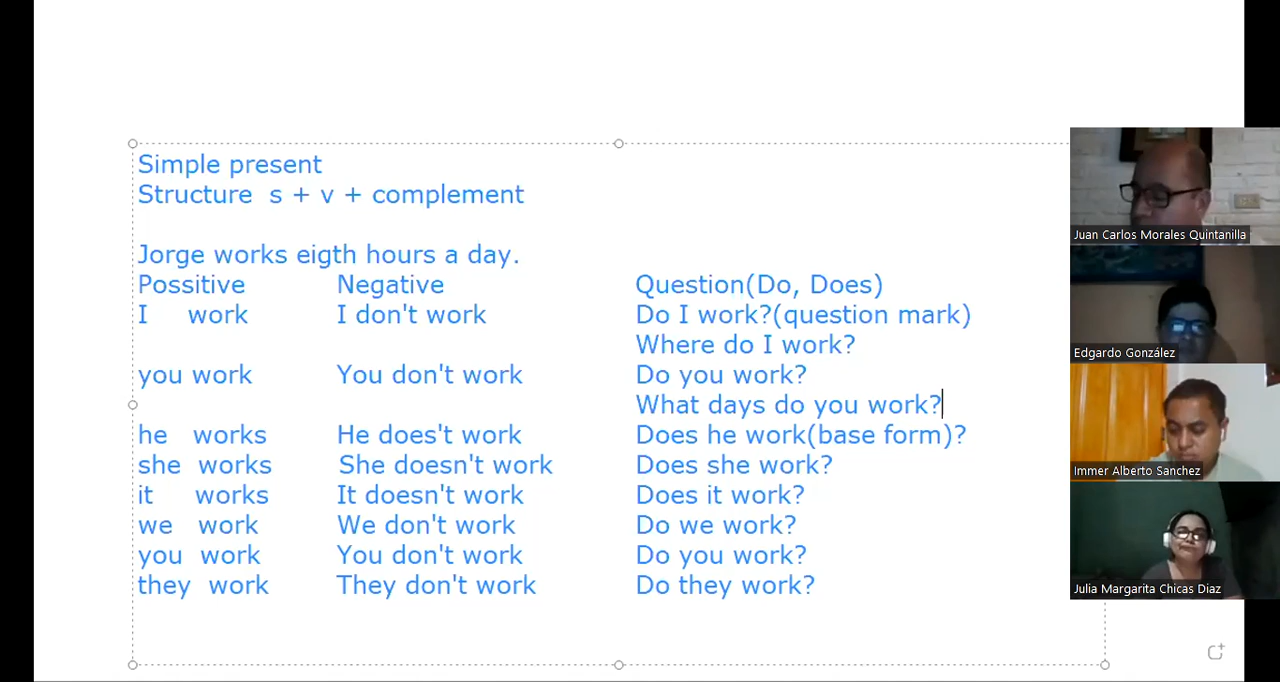 Simple present
Structure s + v + complement
Jorge works eigth hours a day.
Possitive Negative Question(Do, Does)
I work I don't work Do I work?(question mark)
Where do I work?
you work You don't work Do you work?
What days do you work?
he works He does't work Does he work(base form)?
she works She doesn't work Does she work?
it works It doesn't work Does it work?
we work We don't work Do we work?
you work You don't work Do you work?
they work They don't work Do they work?
Juan Carlos Morales Quintanilla
Edgardo González
Immer Alberto Sanchez
Julia Margarita Chicas Diaz